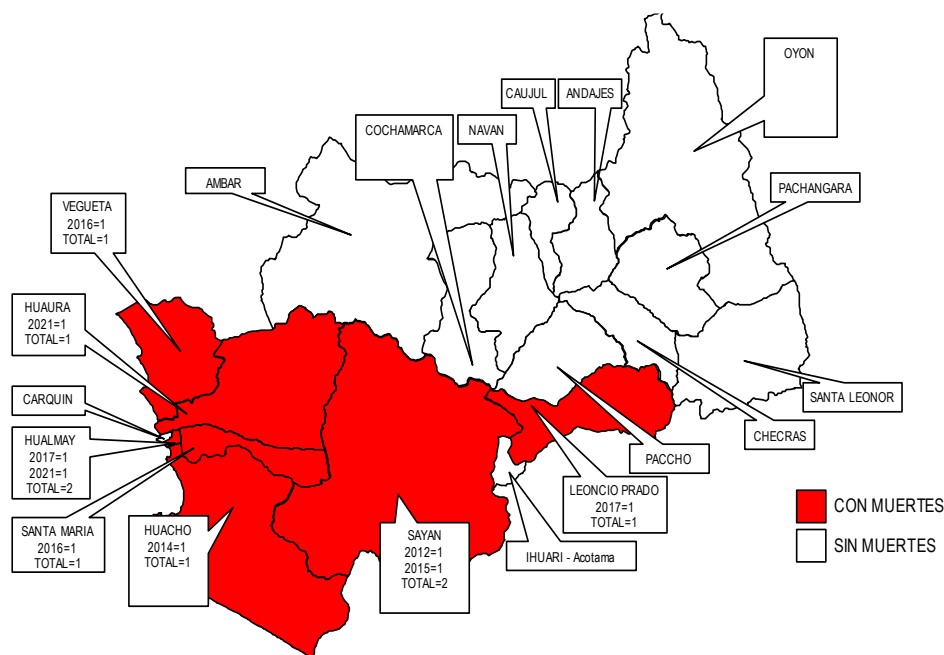 OYON
CAUJUL
ANDAJES
COCHAMARCA
NAVAN
AMBAR
PACHANGARA
VEGUETA
2016=1
TOTAL=1
HUAURA
2021=1
TOTAL=1
CARQUIN
SANTA LEONOR
HUALMAY
2017=1
2021=1
TOTAL=2
CHECRAS
PACCHO
LEONCIO PRADO
2017=1
TOTAL=1
SANTA MARIA
2016=1
TOTAL=1
HUACHO
2014=1
TOTAL=1
SAYAN
2012=1
2015=1
TOTAL=2
IHUARI - Acotama
CON MUERTES
SIN MUERTES